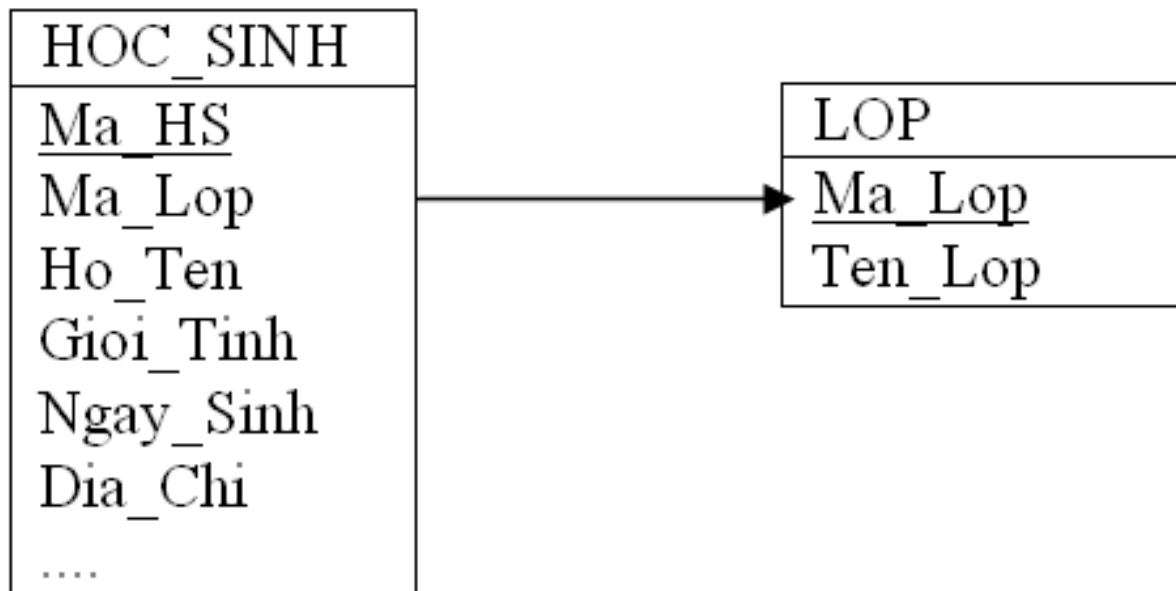 HOC_SINH
Ma_HS
Ma_Lop
Ho_Ten
Gioi_Tinh
Ngay_Sinh
Dia_Chi
....
LOP
Ma_Lop
Ten_Lop